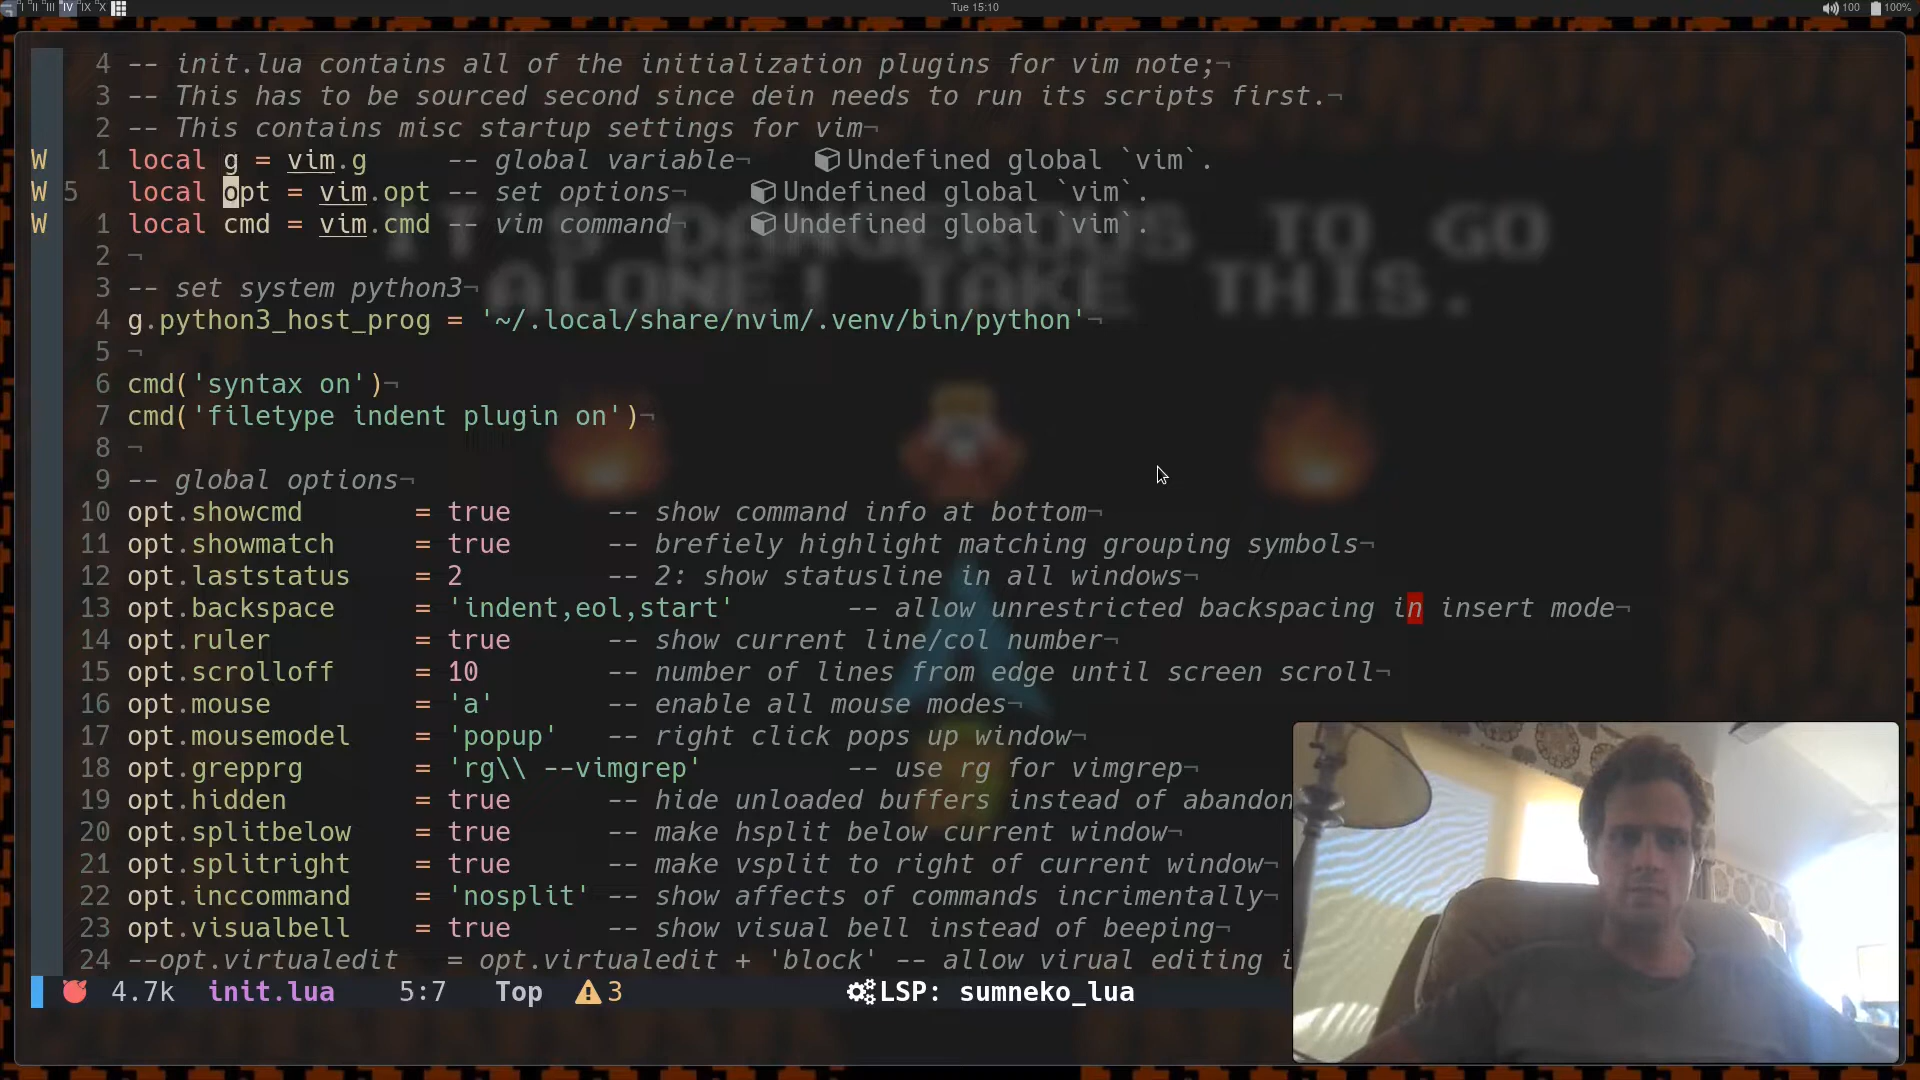 I II III IV IX X Tue 15:10 100 100%
4 -- init.lua contains all of the initialization plugins for vim note;¬
3 -- This has to be sourced second since dein needs to run its scripts first.¬
2 -- This contains misc startup settings for vim¬
W 1 local g = vim.g -- global variable¬ Undefined global `vim`.
W 5 local opt = vim.opt -- set options¬ Undefined global `vim`.
W 1 local cmd = vim.cmd -- vim command¬ Undefined global `vim`.
IT'S DANGEROUS TO GO
2 ¬
3 -- set system python3¬
ALONE! TAKE THIS.
4 g.python3_host_prog = '~/.local/share/nvim/.venv/bin/python'¬
5 ¬
6 cmd('syntax on')¬
7 cmd('filetype indent plugin on')¬
8 ¬
9 -- global options¬
10 opt.showcmd = true -- show command info at bottom¬
11 opt.showmatch = true -- brefiely highlight matching grouping symbols¬
12 opt.laststatus = 2 -- 2: show statusline in all windows¬
13 opt.backspace = 'indent,eol,start' -- allow unrestricted backspacing in insert mode¬
14 opt.ruler = true -- show current line/col number¬
15 opt.scrolloff = 10 -- number of lines from edge until screen scroll¬
16 opt.mouse = 'a' -- enable all mouse modes¬
17 opt.mousemodel = 'popup' -- right click pops up window¬
18 opt.grepprg = 'rg\\ --vimgrep' -- use rg for vimgrep¬
19 opt.hidden = true -- hide unloaded buffers instead of abandon
20 opt.splitbelow = true -- make hsplit below current window¬
21 opt.splitright = true -- make vsplit to right of current window¬
22 opt.inccommand = 'nosplit' -- show affects of commands incrimentally¬
23 opt.visualbell = true -- show visual bell instead of beeping¬
24 --opt.virtualedit = opt.virtualedit + 'block' -- allow virual editing i
4.7k init.lua 5:7 Top 3 LSP: sumneko_lua